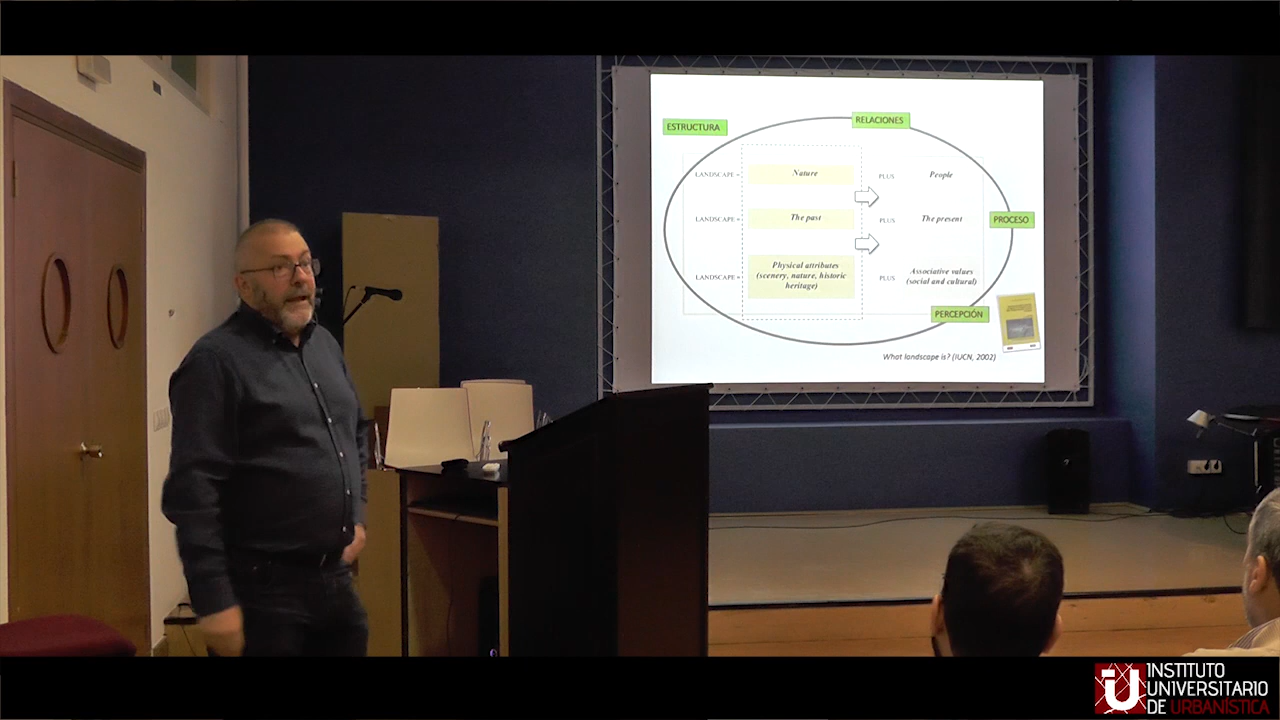 ESTRUCTURA
RELACIONES
LANDSCAPE = Nature PLUS People
LANDSCAPE = The past PLUS The present
PROCESO
LANDSCAPE = Physical attributes (scenery, nature, historic heritage) PLUS Associative values (social and cultural)
PERCEPCIÓN
What landscape is? (IUCN, 2002)
INSTITUTO
UNIVERSITARIO
DE URBANÍSTICA